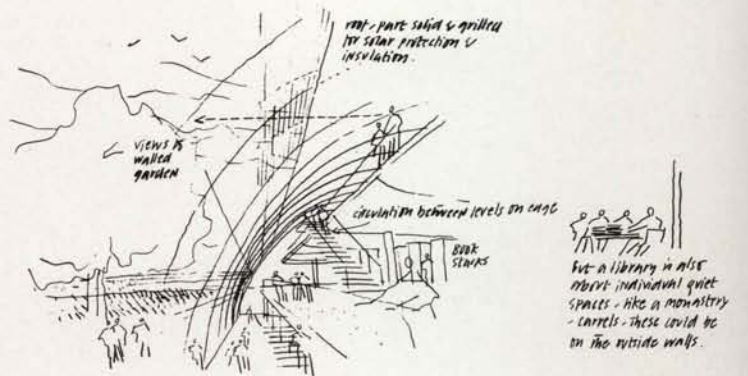 roof - part solid & grilled
for solar protection &
insulation.
views to
walled
garden
circulation between levels on edge
BOOK
STACKS
But a library is also
about individual quiet
spaces - like a monastry
- carrels - These could be
on the outside walls.